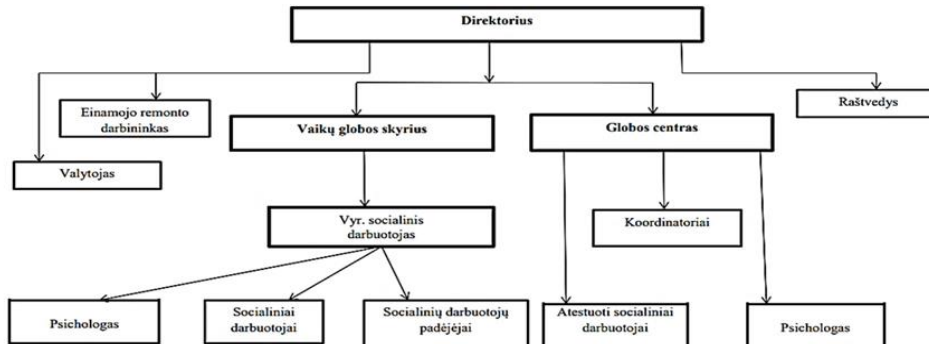 Direktorius
Einamojo remonto
darbininkas
Raštvedys
Vaikų globos skyrius
Globos centras
Valytojas
Vyr. socialinis
darbuotojas
Koordinatoriai
Psichologas
Socialiniai
darbuotojai
Socialinių darbuotojų
padėjėjai
Atestuoti socialiniai
darbuotojai
Psichologas